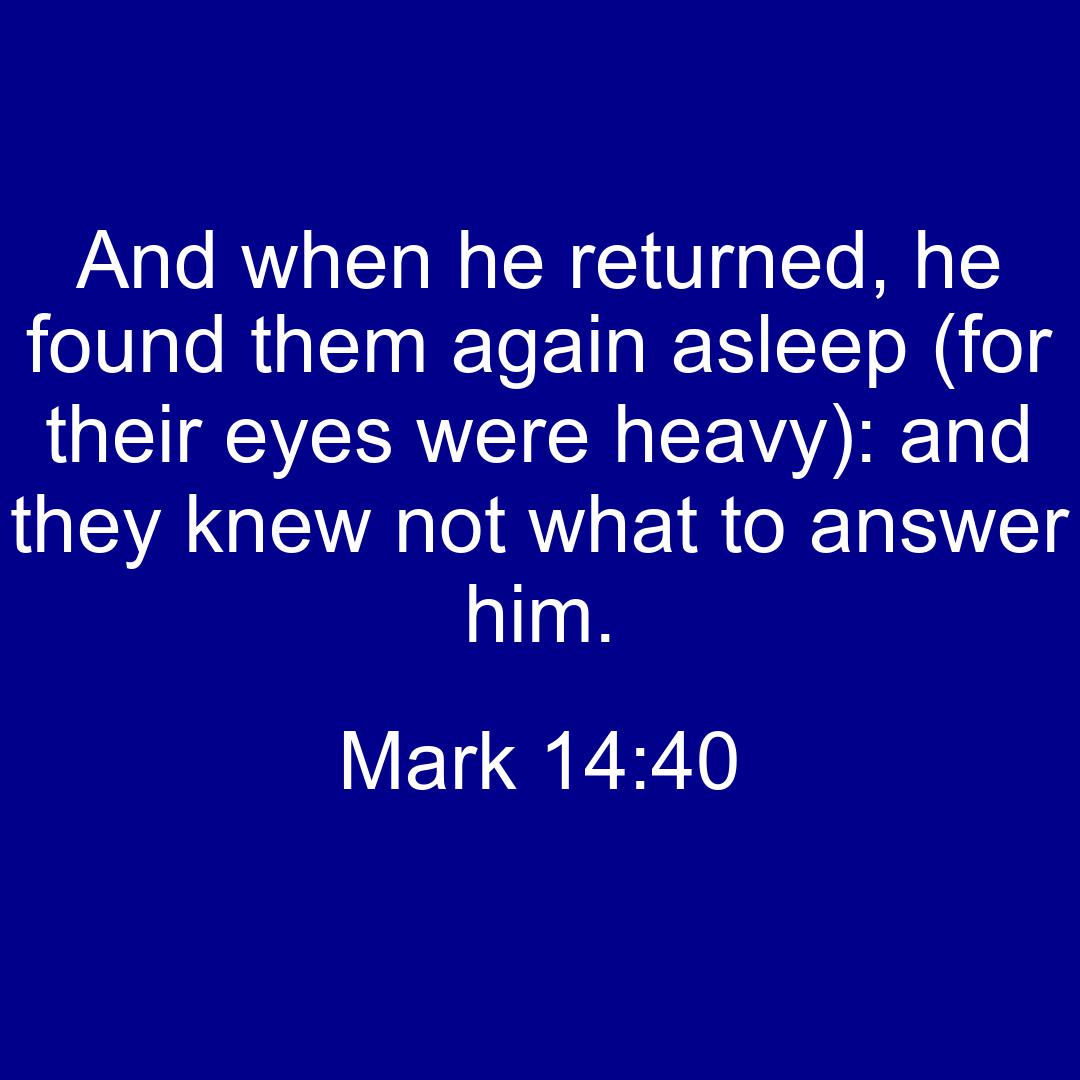 And when he returned, he
found them again asleep (for
their eyes were heavy): and
they knew not what to answer
him.
Mark 14:40